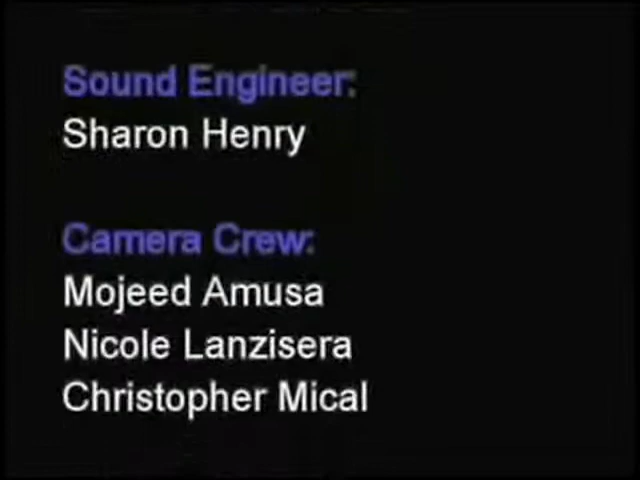 Sound Engineer:
Sharon Henry
Camera Crew:
Mojeed Amusa
Nicole Lanzisera
Christopher Mical